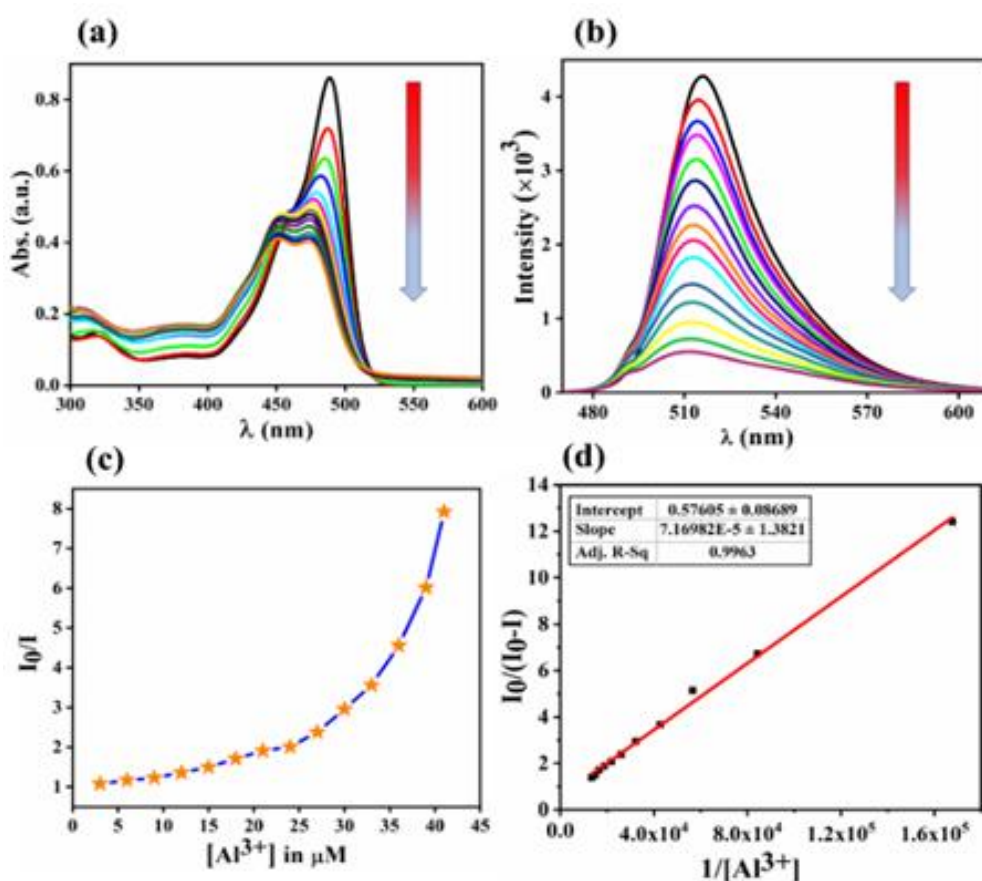 (a)
Abs. (a.u.)
0.8
0.6
0.4
0.2
0.0
300 350 400 450 500 550 600
λ (nm)
(b)
Intensity (×10³)
4
3
2
1
0
480 510 540 570 600
λ (nm)
(c)
I₀/I
8
7
6
5
4
3
2
1
0 5 10 15 20 25 30 35 40 45
[Al³⁺] in μM
(d)
I₀/(I₀-I)
14
12
10
8
6
4
2
0
Intercept 0.57605 ± 0.08689
Slope 7.16982E-5 ± 1.3821
Adj. R-Sq 0.9963
0.0 4.0x10⁴ 8.0x10⁴ 1.2x10⁵ 1.6x10⁵
1/[Al³⁺]